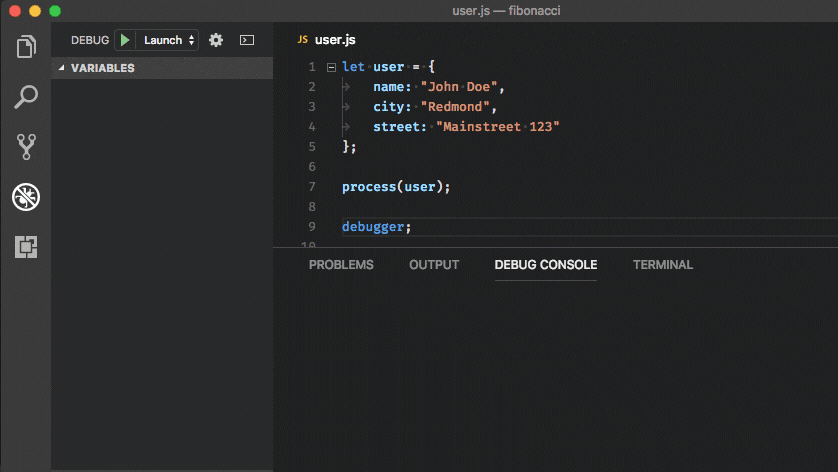 user.js — fibonacci
DEBUG Launch
VARIABLES
JS user.js
1 let user = {
2 name: "John Doe",
3 city: "Redmond",
4 street: "Mainstreet 123"
5 };
6
7 process(user);
8
9 debugger;
10
PROBLEMS OUTPUT DEBUG CONSOLE TERMINAL